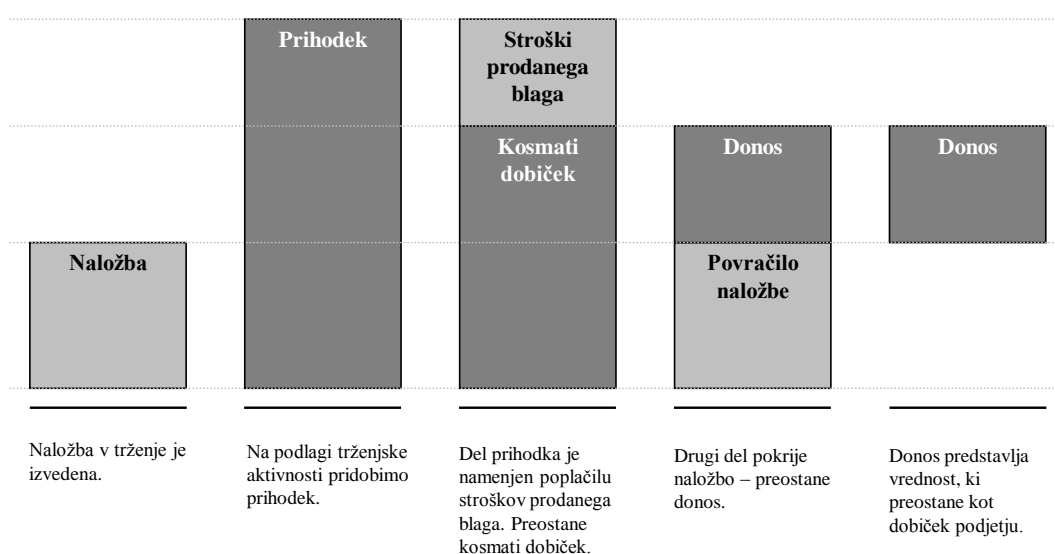 Prihodek
Stroški
prodanega
blaga
Kosmati
dobiček
Donos
Donos
Naložba
Povračilo
naložbe
Naložba v trženje je
izvedena.
Na podlagi trženjske
aktivnosti pridobimo
prihodek.
Del prihodka je
namenjen poplačilu
stroškov prodanega
blaga. Preostane
kosmati dobiček.
Drugi del pokrije
naložbo – preostane
donos.
Donos predstavlja
vrednost, ki
preostane kot
dobiček podjetju.